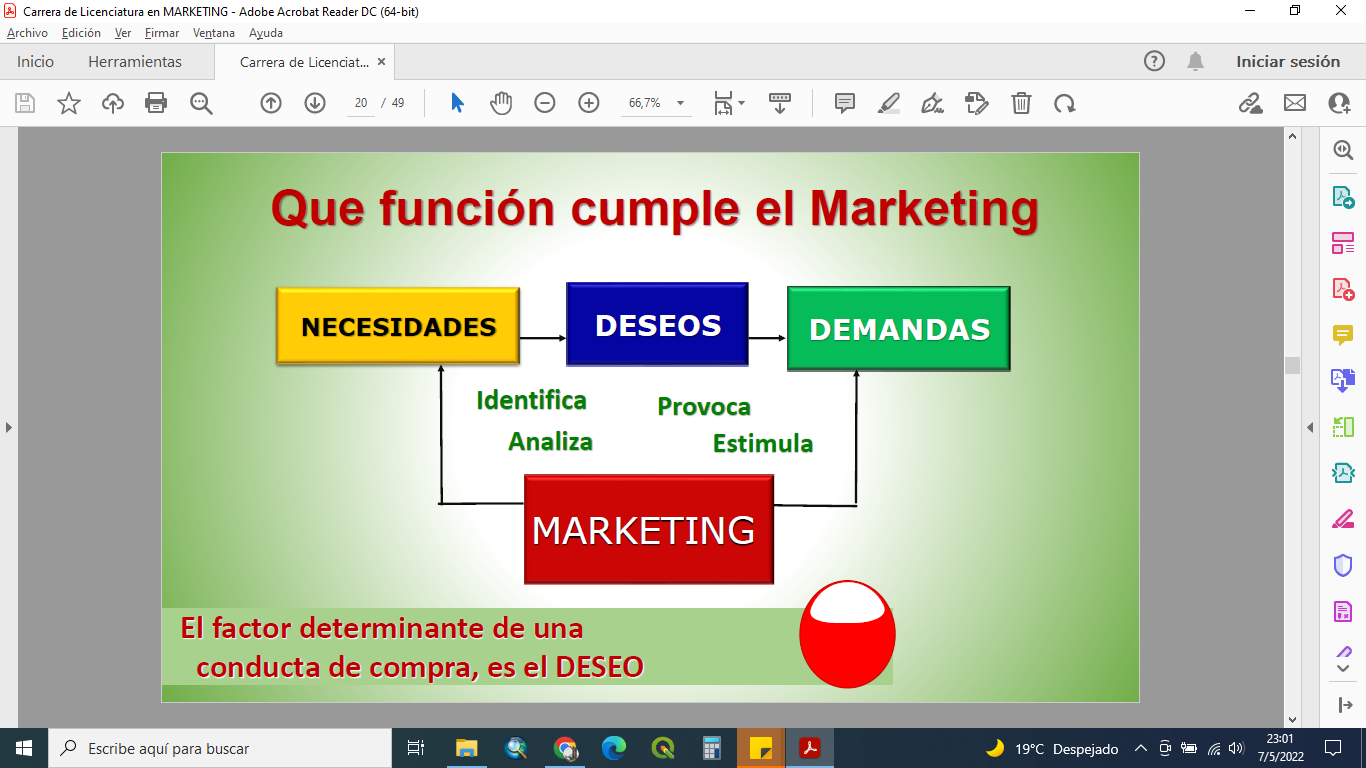 Carrera de Licenciatura en MARKETING - Adobe Acrobat Reader DC (64-bit)
Archivo Edición Ver Firmar Ventana Ayuda
Inicio Herramientas Carrera de Licenciat... × Iniciar sesión
20 / 49 66,7%
Que función cumple el Marketing
NECESIDADES DESEOS DEMANDAS
Identifica Provoca
Analiza Estimula
MARKETING
El factor determinante de una
conducta de compra, es el DESEO
Escribe aquí para buscar 19°C Despejado 23:01
7/5/2022